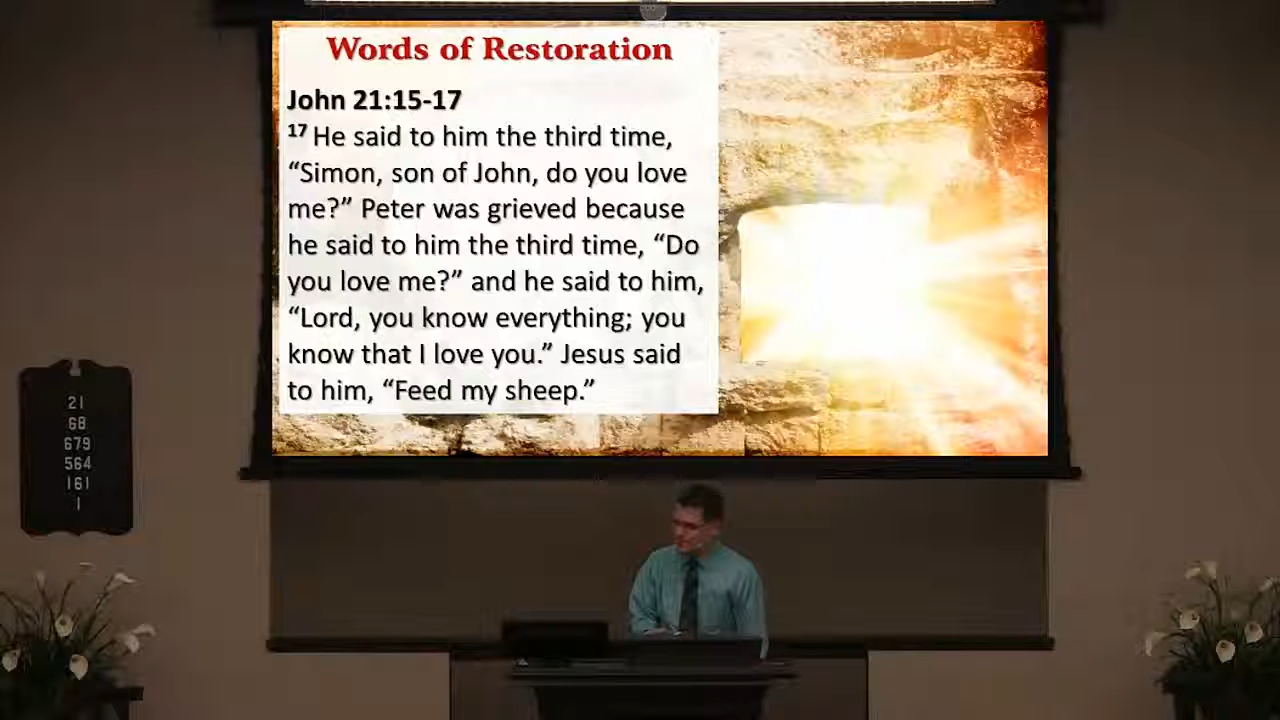 Words of Restoration
John 21:15-17
17 He said to him the third time,
“Simon, son of John, do you love
me?” Peter was grieved because
he said to him the third time, “Do
you love me?” and he said to him,
“Lord, you know everything; you
know that I love you.” Jesus said
to him, “Feed my sheep.”
21
68
679
564
161
1